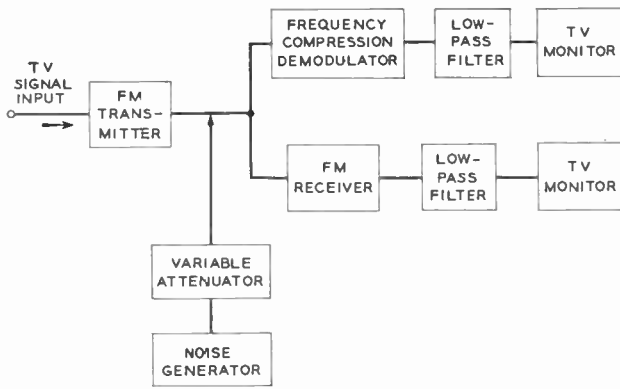 TV
SIGNAL
INPUT
FM
TRANS-
MITTER
FREQUENCY
COMPRESSION
DEMODULATOR
LOW-
PASS
FILTER
TV
MONITOR
FM
RECEIVER
LOW-
PASS
FILTER
TV
MONITOR
VARIABLE
ATTENUATOR
NOISE
GENERATOR